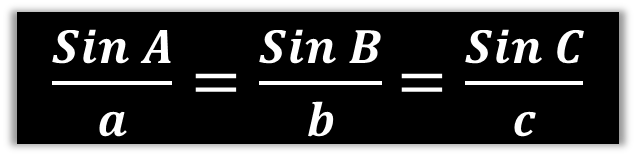 Sin A / a = Sin B / b = Sin C / c